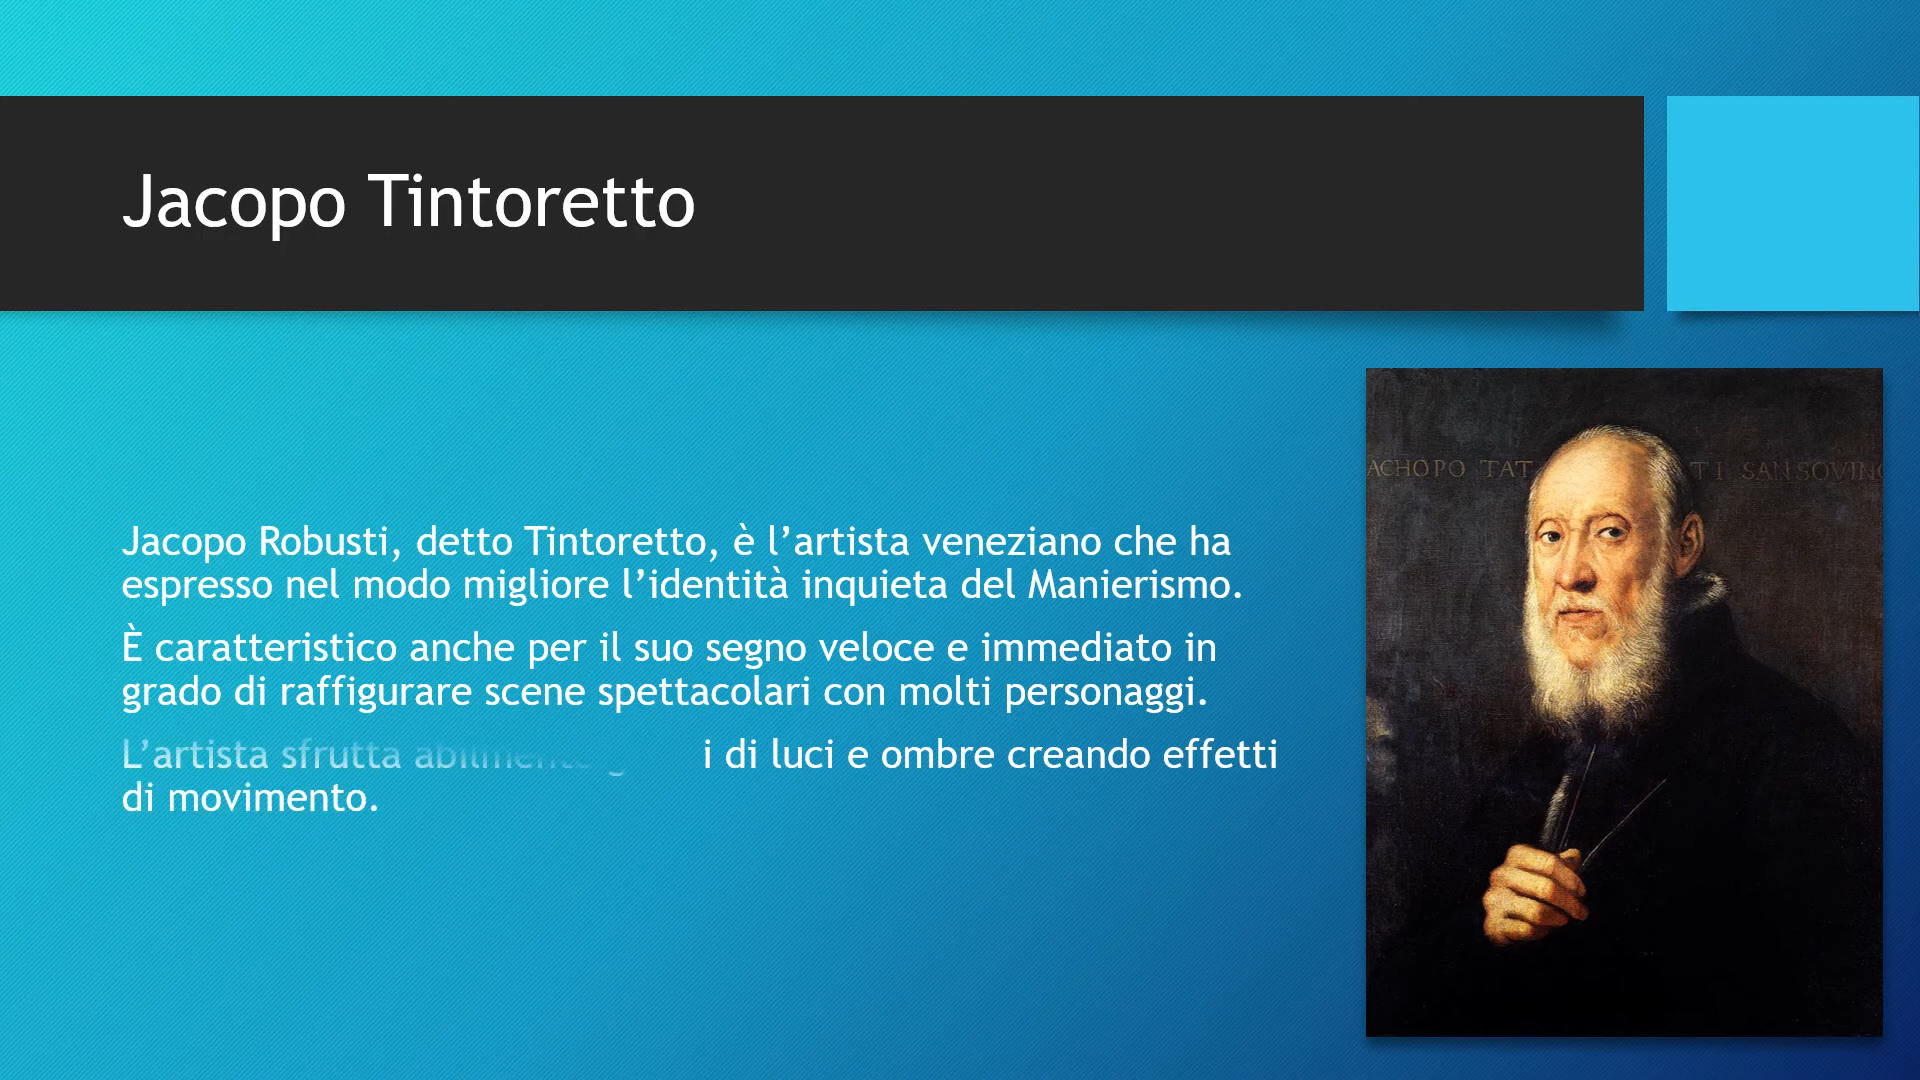 Jacopo Tintoretto
Jacopo Robusti, detto Tintoretto, è l’artista veneziano che ha
espresso nel modo migliore l’identità inquieta del Manierismo.
È caratteristico anche per il suo segno veloce e immediato in
grado di raffigurare scene spettacolari con molti personaggi.
L’artista sfrutta abilmente i di luci e ombre creando effetti
di movimento.
ACHOPO TAT TI SANSOVINO